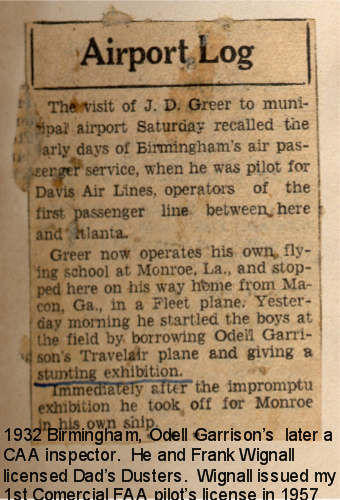 Airport Log
The visit of J. D. Greer to muni-
ipal airport Saturday recalled the
arly days of Birmingham's air pas-
senger service, when he was pilot for
Davis Air Lines, operators of the
first passenger line between here
and Atlanta.
Greer now operates his own fly-
ing school at Monroe, La., and stop-
ped here on his way home from Ma-
con, Ga., in a Fleet plane. Yester-
day morning he startled the boys at
the field by borrowing Odell Garri-
son's Travelair plane and giving a
stunting exhibition.
Immediately after the impromptu
exhibition he took off for Monroe
in his own ship.
1932 Birmingham, Odell Garrison's later a
CAA inspector. He and Frank Wignall
licensed Dad's Dusters. Wignall issued my
1st Comercial FAA pilot's license in 1957